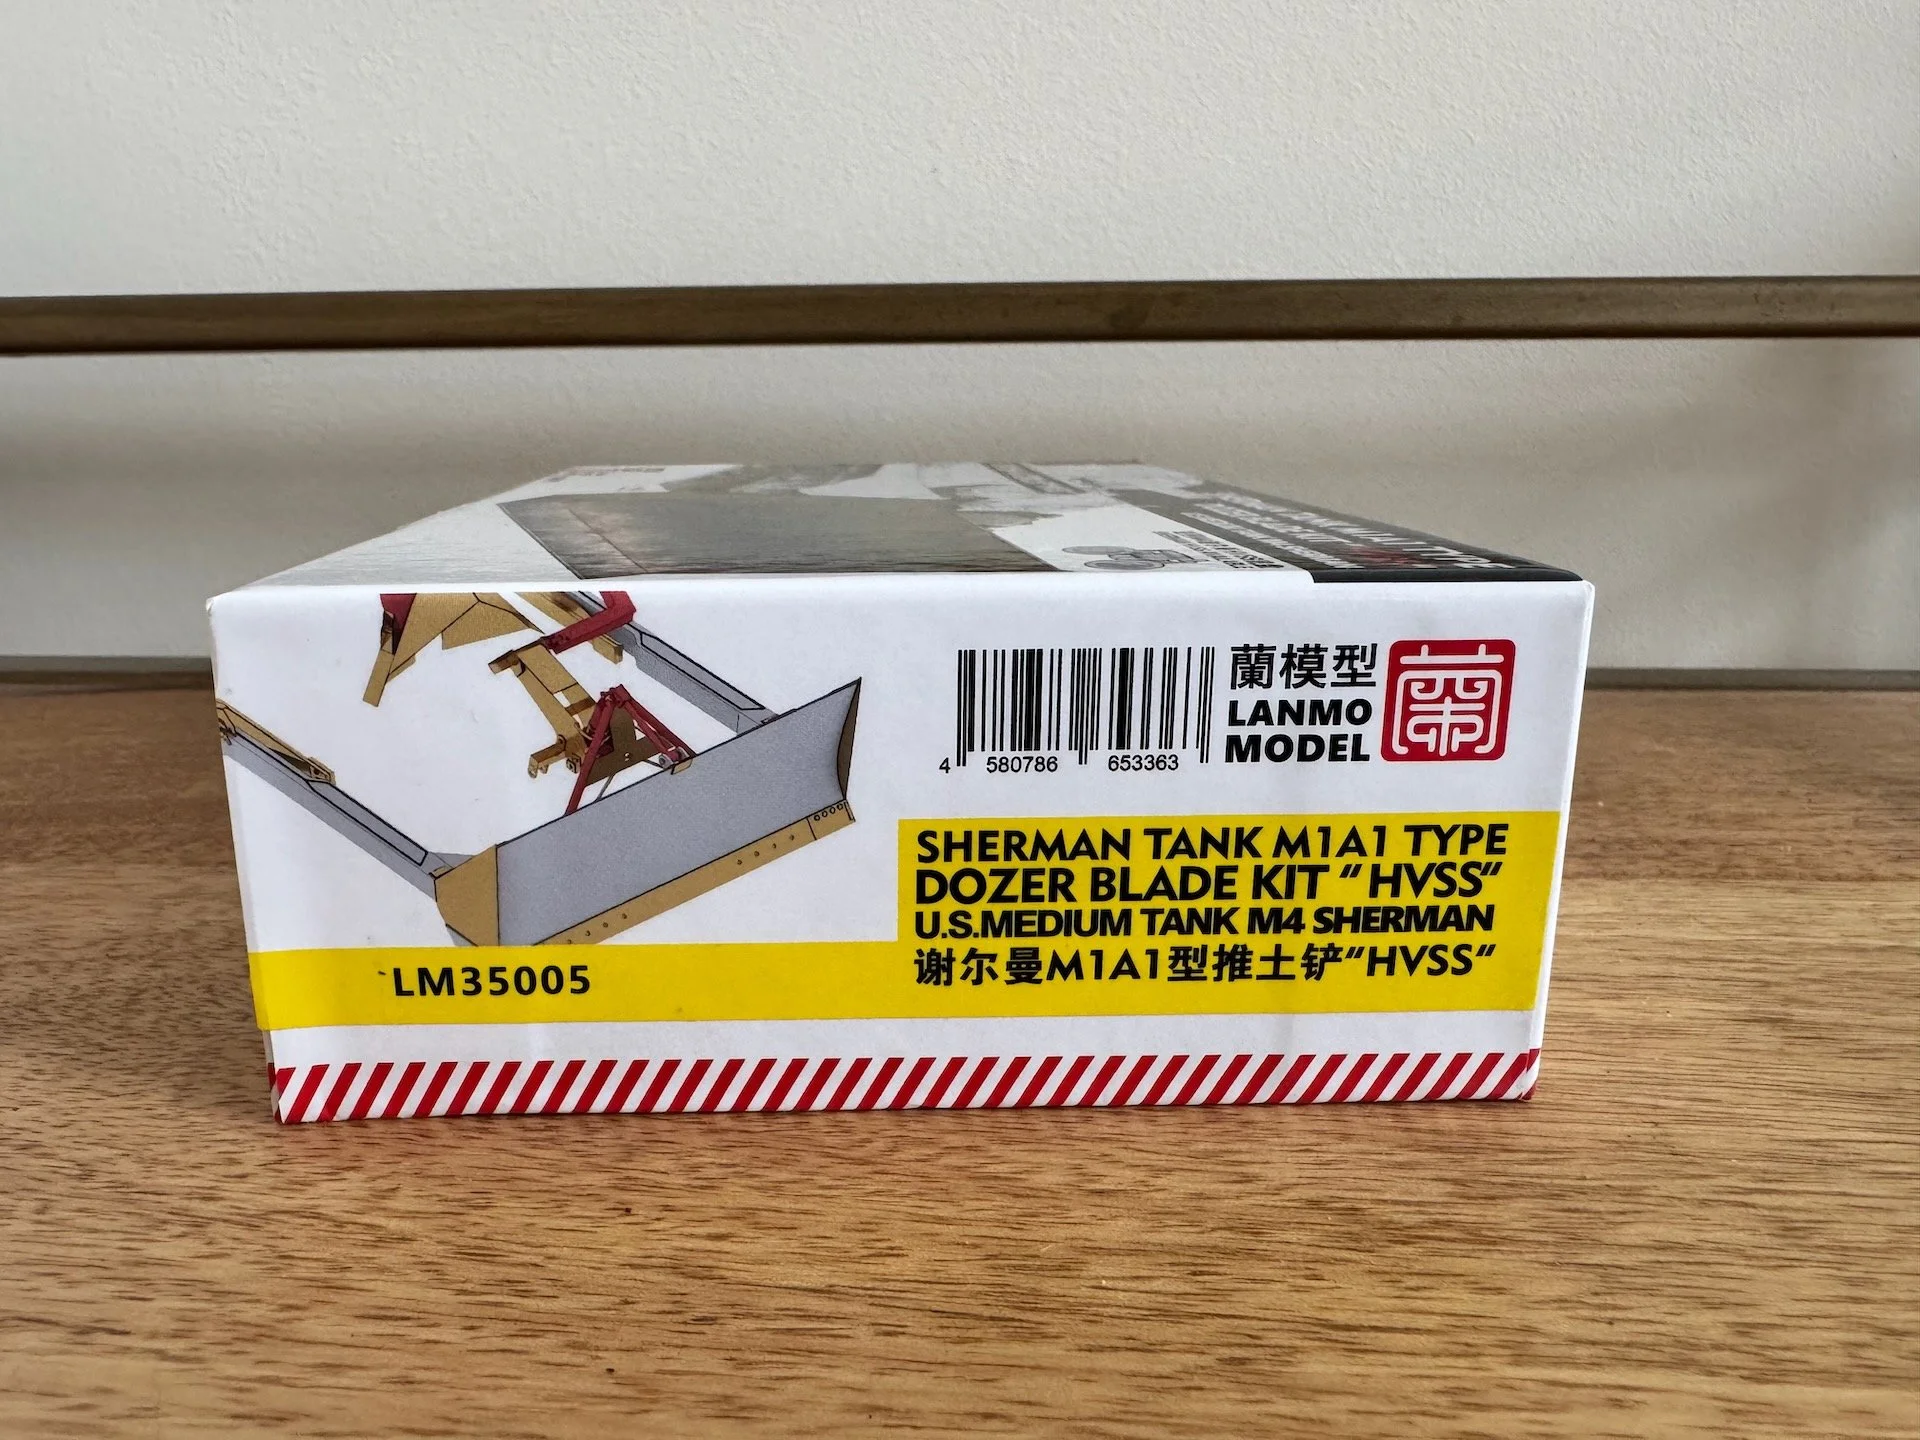 4 580786 653363
蘭模型
LANMO
MODEL
SHERMAN TANK M1A1 TYPE
DOZER BLADE KIT “HVSS”
U.S.MEDIUM TANK M4 SHERMAN
谢尔曼M1A1型推土铲“HVSS”
LM35005